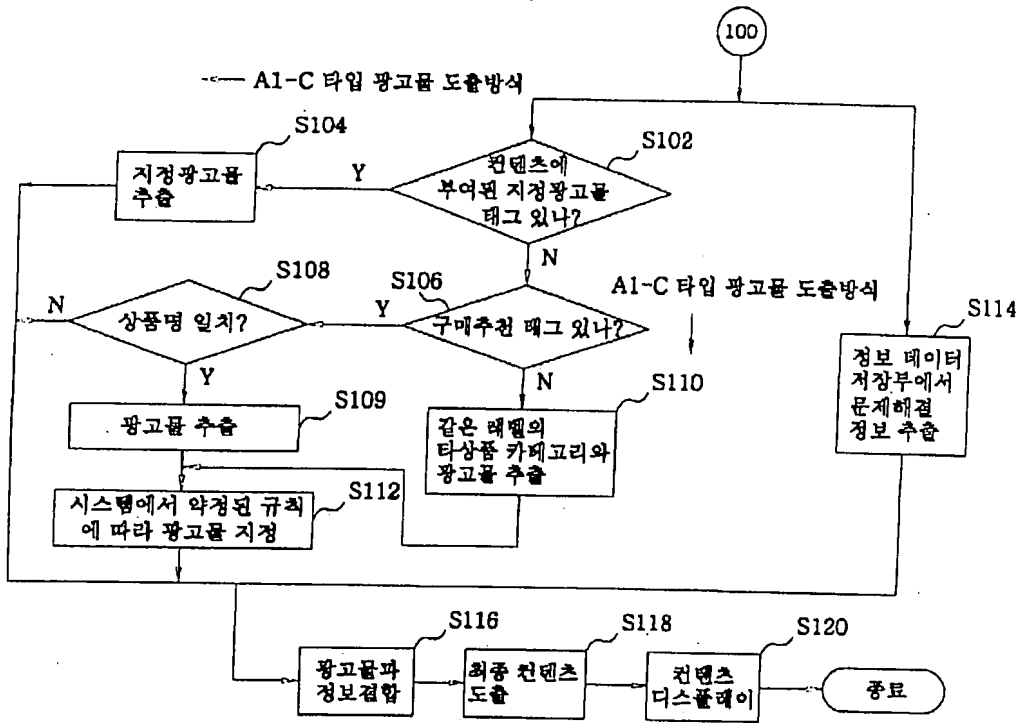 100
A1-C 타입 광고물 도출방식
S104
지정광고물
추출
Y
S102
컨텐츠에
부여된 지정광고물
태그 있나?
N
S108
N
상품명 일치?
Y
S106
구매추천 태그 있나?
Y
A1-C 타입 광고물 도출방식
S114
정보 데이터
저장부에서
문제해결
정보 추출
N
S110
같은 레벨의
타상품 카테고리와
광고물 추출
S109
광고물 추출
S112
시스템에서 약정된 규칙
에 따라 광고물 지정
S116
광고물과
정보결합
S118
최종 컨텐츠
도출
S120
컨텐츠
디스플레이
종료